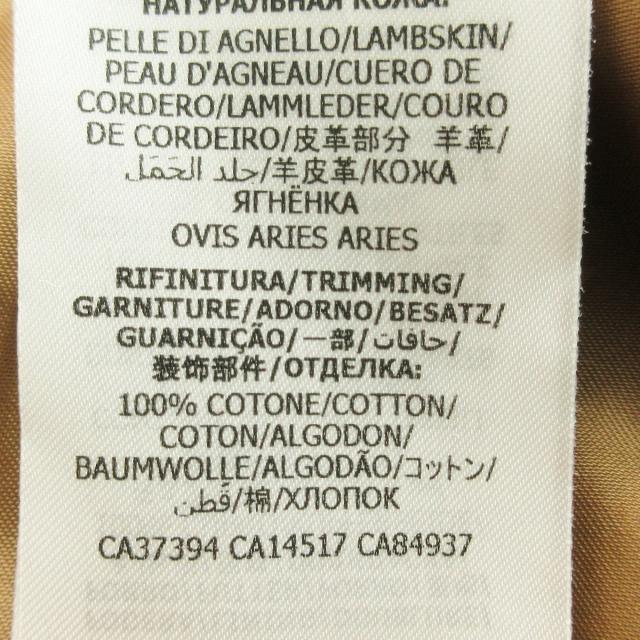 НАТУРАЛЬНАЯ КОЖА:
PELLE DI AGNELLO/LAMBSKIN/
PEAU D'AGNEAU/CUERO DE
CORDERO/LAMMLEDER/COURO
DE CORDEIRO/皮革部分 羊革/
جلد الحَمَل/羊皮革/КОЖА
ЯГНЁНКА
OVIS ARIES ARIES
RIFINITURA/TRIMMING/
GARNITURE/ADORNO/BESATZ/
GUARNIÇÃO/一部/حافات/
装饰部件/ОТДЕЛКА:
100% COTONE/COTTON/
COTON/ALGODON/
BAUMWOLLE/ALGODÃO/コットン/
قُطن/棉/ХЛОПОК
CA37394 CA14517 CA84937